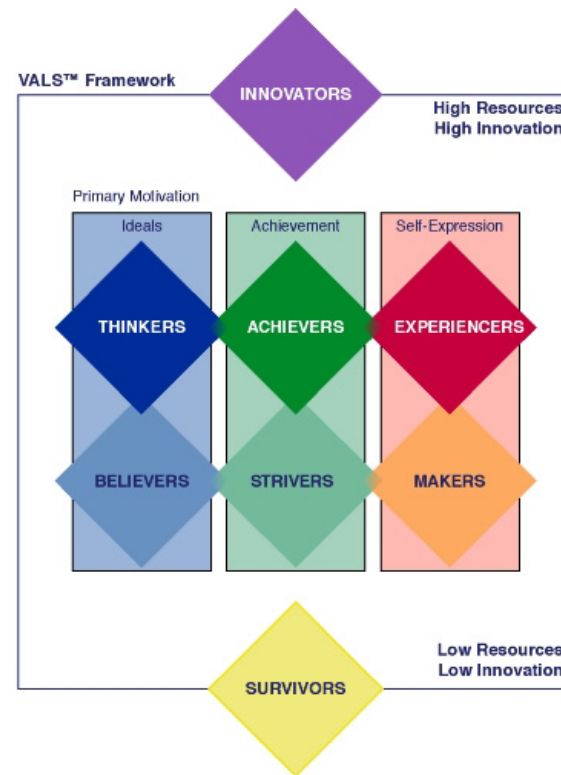 VALS™ Framework
INNOVATORS
High Resources
High Innovation
Primary Motivation
Ideals
Achievement
Self-Expression
THINKERS
ACHIEVERS
EXPERIENCERS
BELIEVERS
STRIVERS
MAKERS
Low Resources
Low Innovation
SURVIVORS